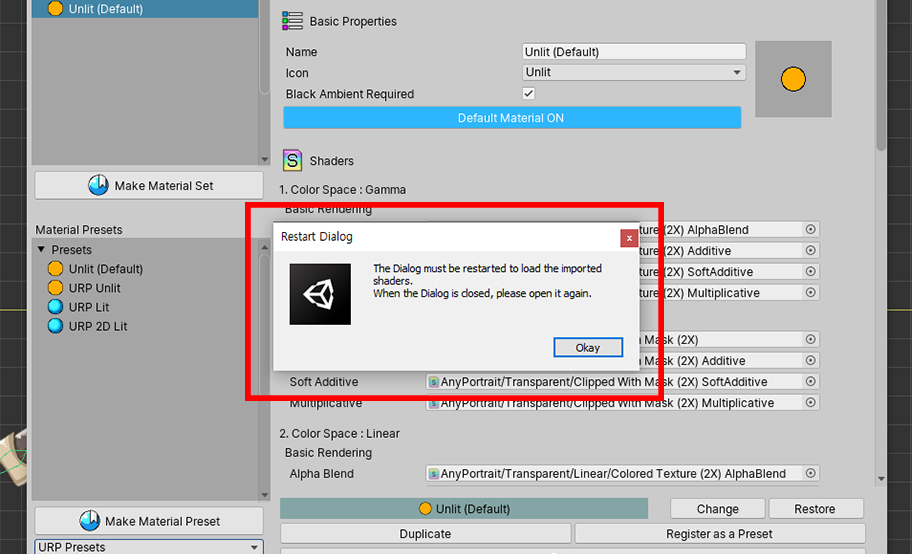 Unlit (Default)
Basic Properties
Name
Unlit (Default)
Icon
Unlit
Black Ambient Required
Default Material ON
Make Material Set
S
Shaders
1. Color Space : Gamma
Basic Rendering
Material Presets
Presets
Unlit (Default)
URP Unlit
URP Lit
URP 2D Lit
ture (2X) AlphaBlend
ture (2X) Additive
ture (2X) SoftAdditive
ture (2X) Multiplicative
Restart Dialog
x
The Dialog must be restarted to load the imported
shaders.
When the Dialog is closed, please open it again.
Okay
Mask (2X)
Mask (2X) Additive
Soft Additive
AnyPortrait/Transparent/Clipped With Mask (2X) SoftAdditive
Multiplicative
AnyPortrait/Transparent/Clipped With Mask (2X) Multiplicative
2. Color Space : Linear
Basic Rendering
Alpha Blend
AnyPortrait/Transparent/Linear/Colored Texture (2X) AlphaBlend
Make Material Preset
URP Presets
Unlit (Default)
Change
Restore
Duplicate
Register as a Preset